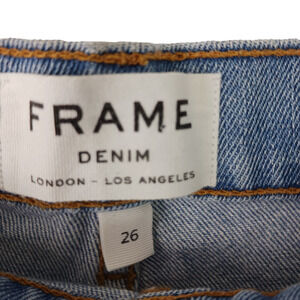 FRAME
DENIM
LONDON - LOS ANGELES
26